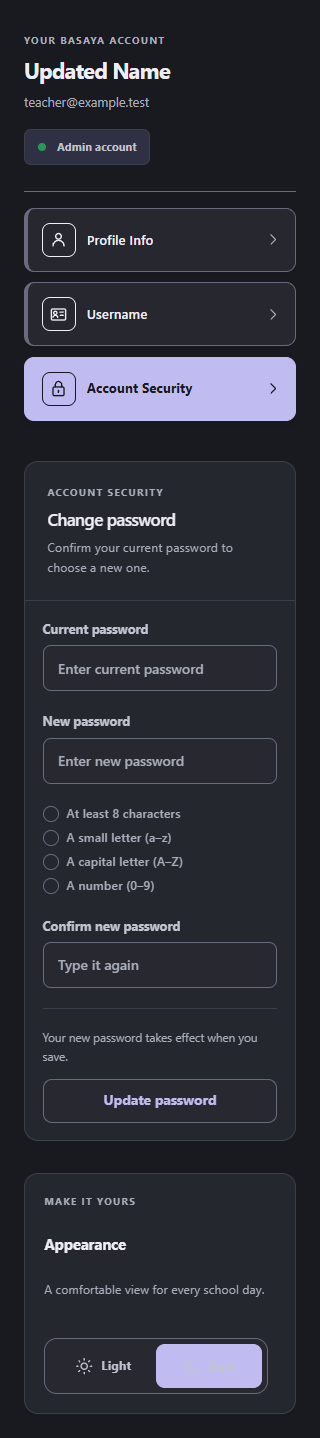 YOUR BASAYA ACCOUNT
Updated Name
teacher@example.test
Admin account
Profile Info
Username
Account Security
ACCOUNT SECURITY
Change password
Confirm your current password to
choose a new one.
Current password
Enter current password
New password
Enter new password
At least 8 characters
A small letter (a–z)
A capital letter (A–Z)
A number (0–9)
Confirm new password
Type it again
Your new password takes effect when you
save.
Update password
MAKE IT YOURS
Appearance
A comfortable view for every school day.
Light